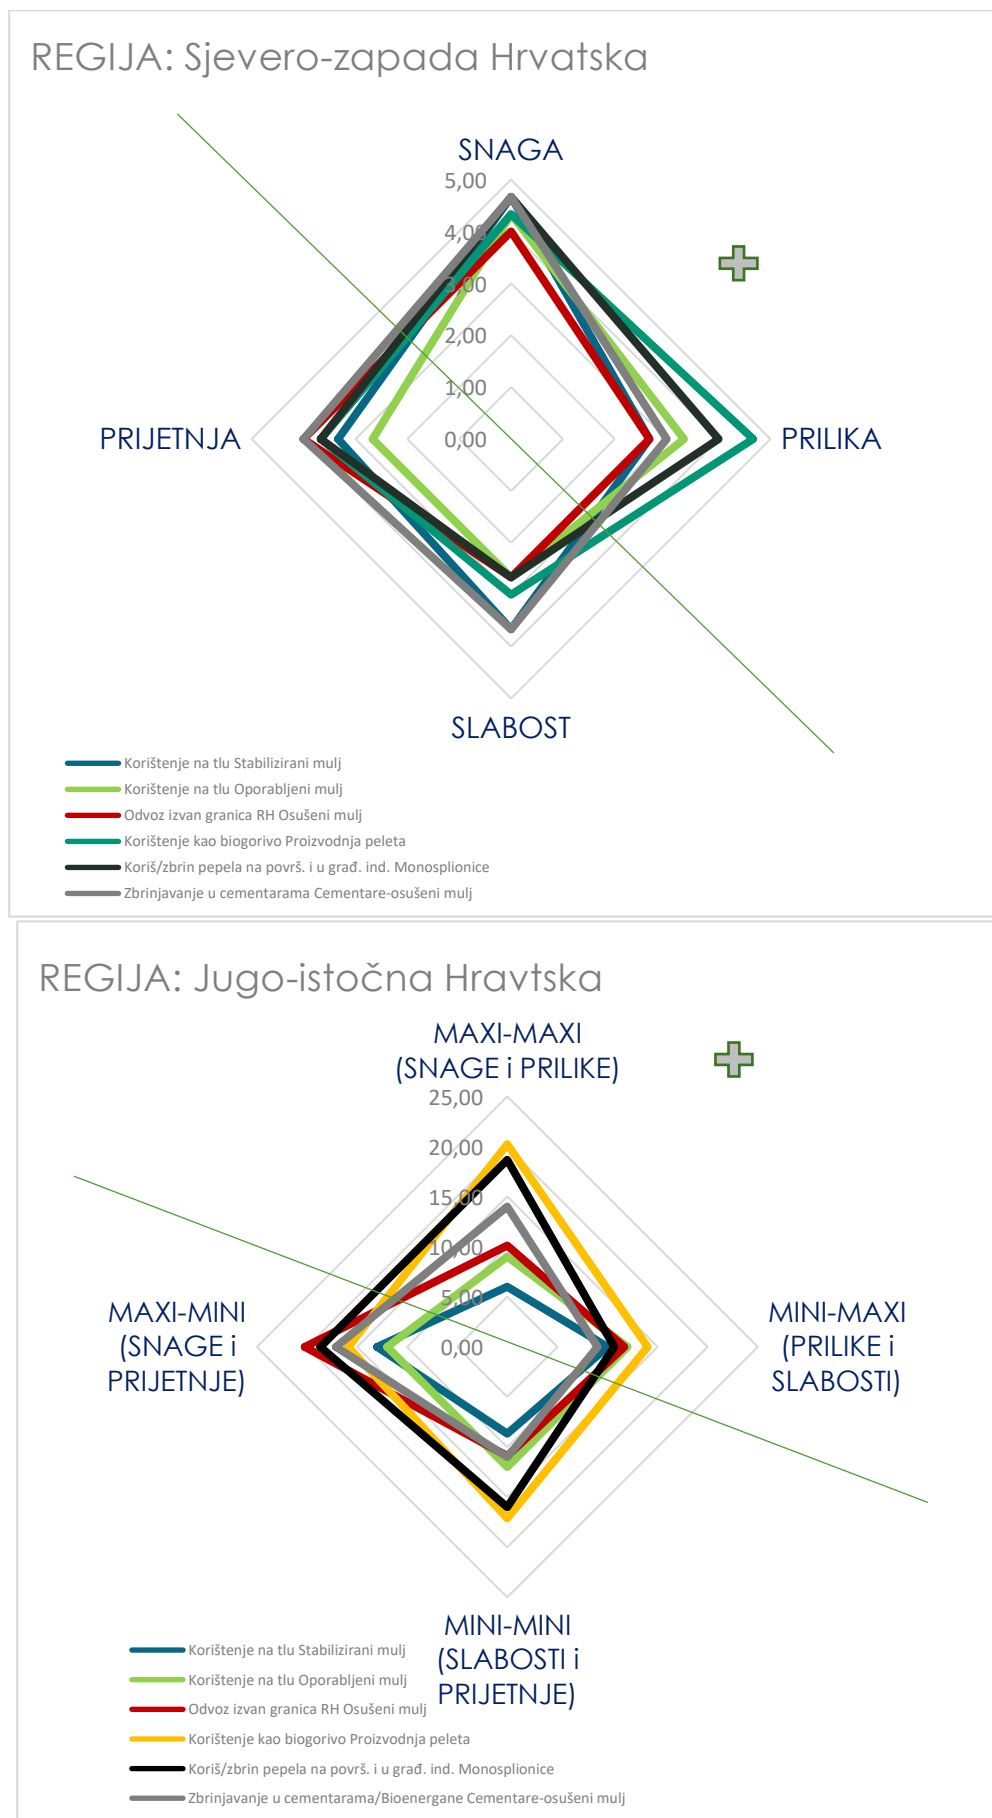 REGIJA: Sjevero-zapada Hrvatska
SNAGA
5,00
4,00
3,00
2,00
1,00
0,00
PRIJETNJA
PRILIKA
SLABOST
Korištenje na tlu Stabilizirani mulj
Korištenje na tlu Oporabljeni mulj
Odvoz izvan granica RH Osušeni mulj
Korištenje kao biogorivo Proizvodnja peleta
Koriš/zbrin pepela na površ. i u građ. ind. Monosplionice
Zbrinjavanje u cementarama Cementare-osušeni mulj
REGIJA: Jugo-istočna Hravtska
MAXI-MAXI
(SNAGE i PRILIKE)
25,00
20,00
15,00
10,00
5,00
0,00
MAXI-MINI
(SNAGE i
PRIJETNJE)
MINI-MAXI
(PRILIKE i
SLABOSTI)
MINI-MINI
(SLABOSTI i
PRIJETNJE)
Korištenje na tlu Stabilizirani mulj
Korištenje na tlu Oporabljeni mulj
Odvoz izvan granica RH Osušeni mulj
Korištenje kao biogorivo Proizvodnja peleta
Koriš/zbrin pepela na površ. i u građ. ind. Monosplionice
Zbrinjavanje u cementarama/Bioenergane Cementare-osušeni mulj